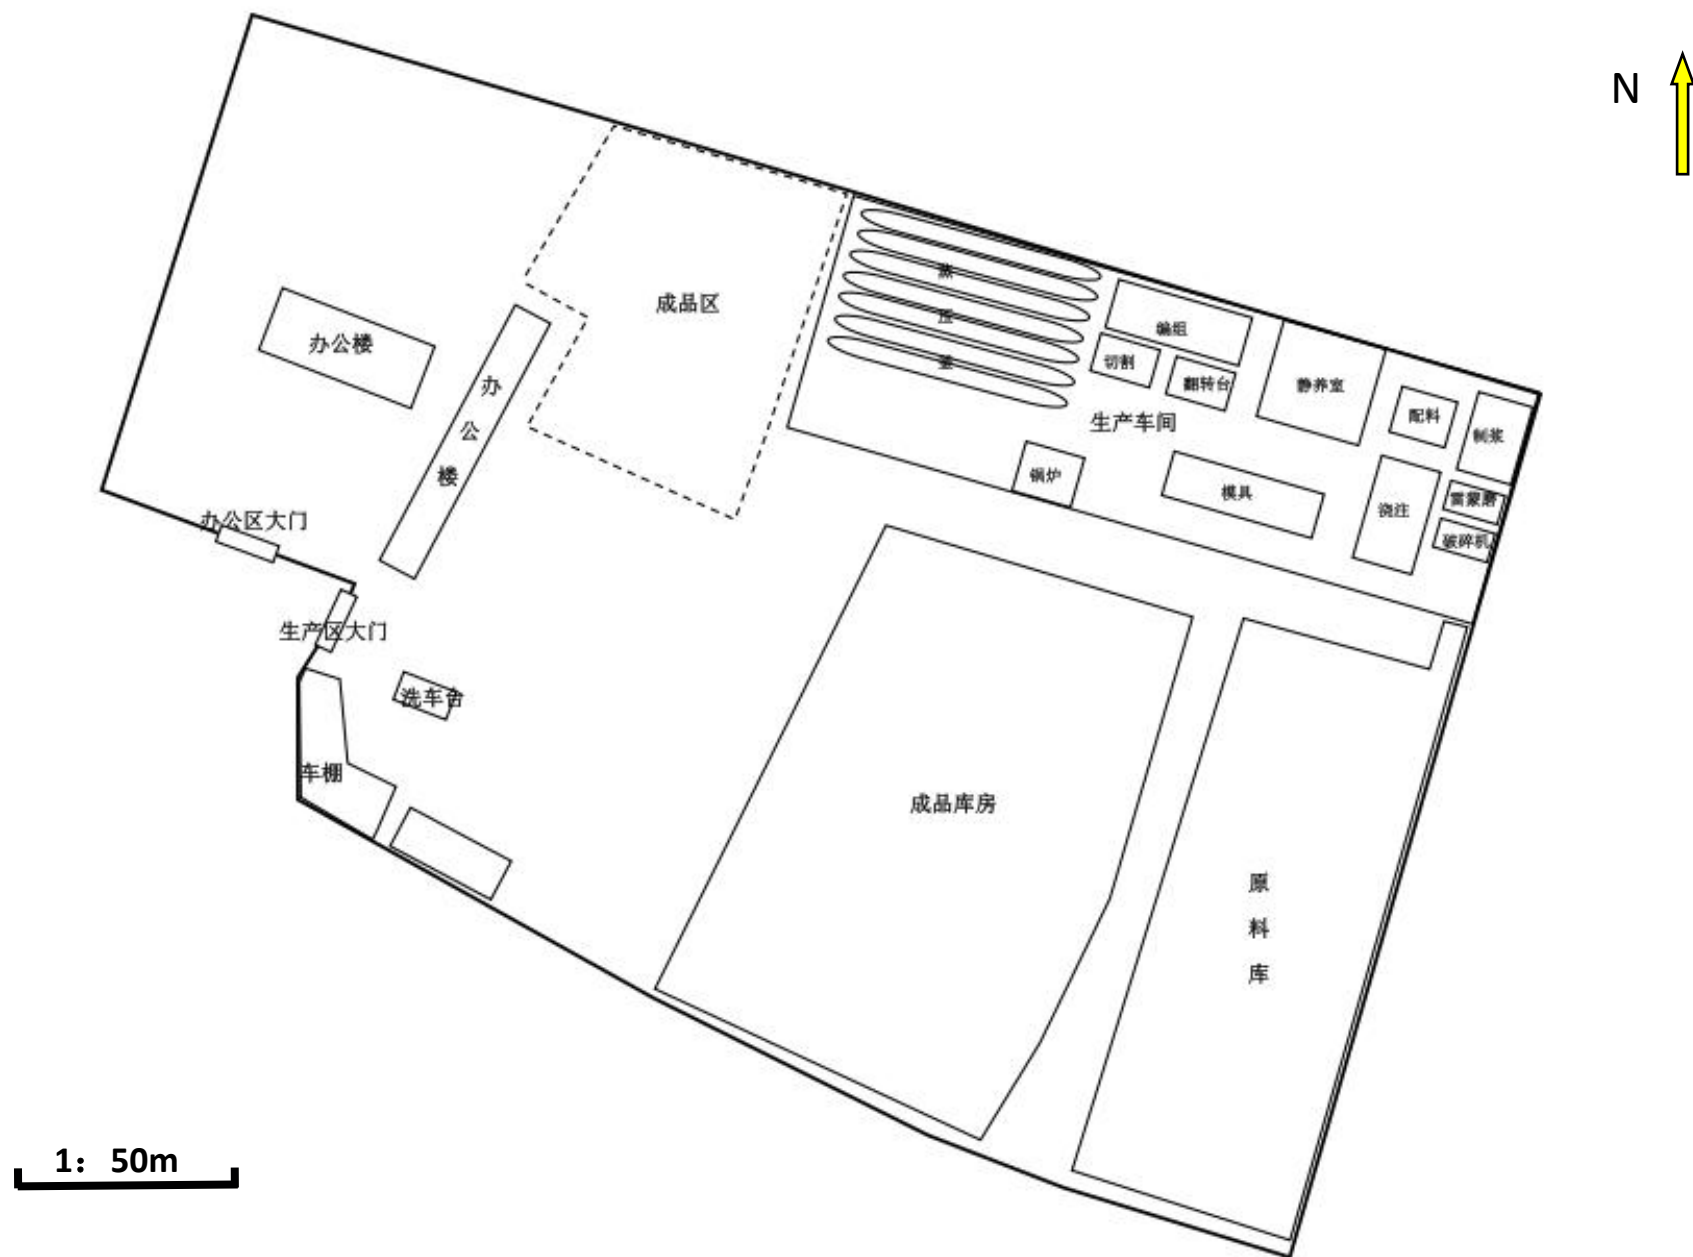 N
成品区
蒸
压
釜
编组
切割
翻转台
静养室
配料
制浆
生产车间
锅炉
模具
浇注
雷蒙磨
破碎机
办公楼
办
公
楼
办公区大门
生产区大门
洗车台
车棚
成品库房
原
料
库
1: 50m